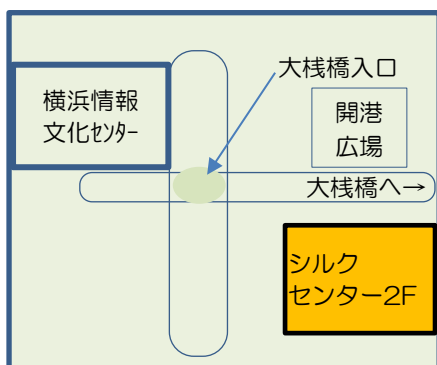 大桟橋入口
横浜情報
文化ｾﾝﾀｰ
開港
広場
大桟橋へ→
シルク
センター2F